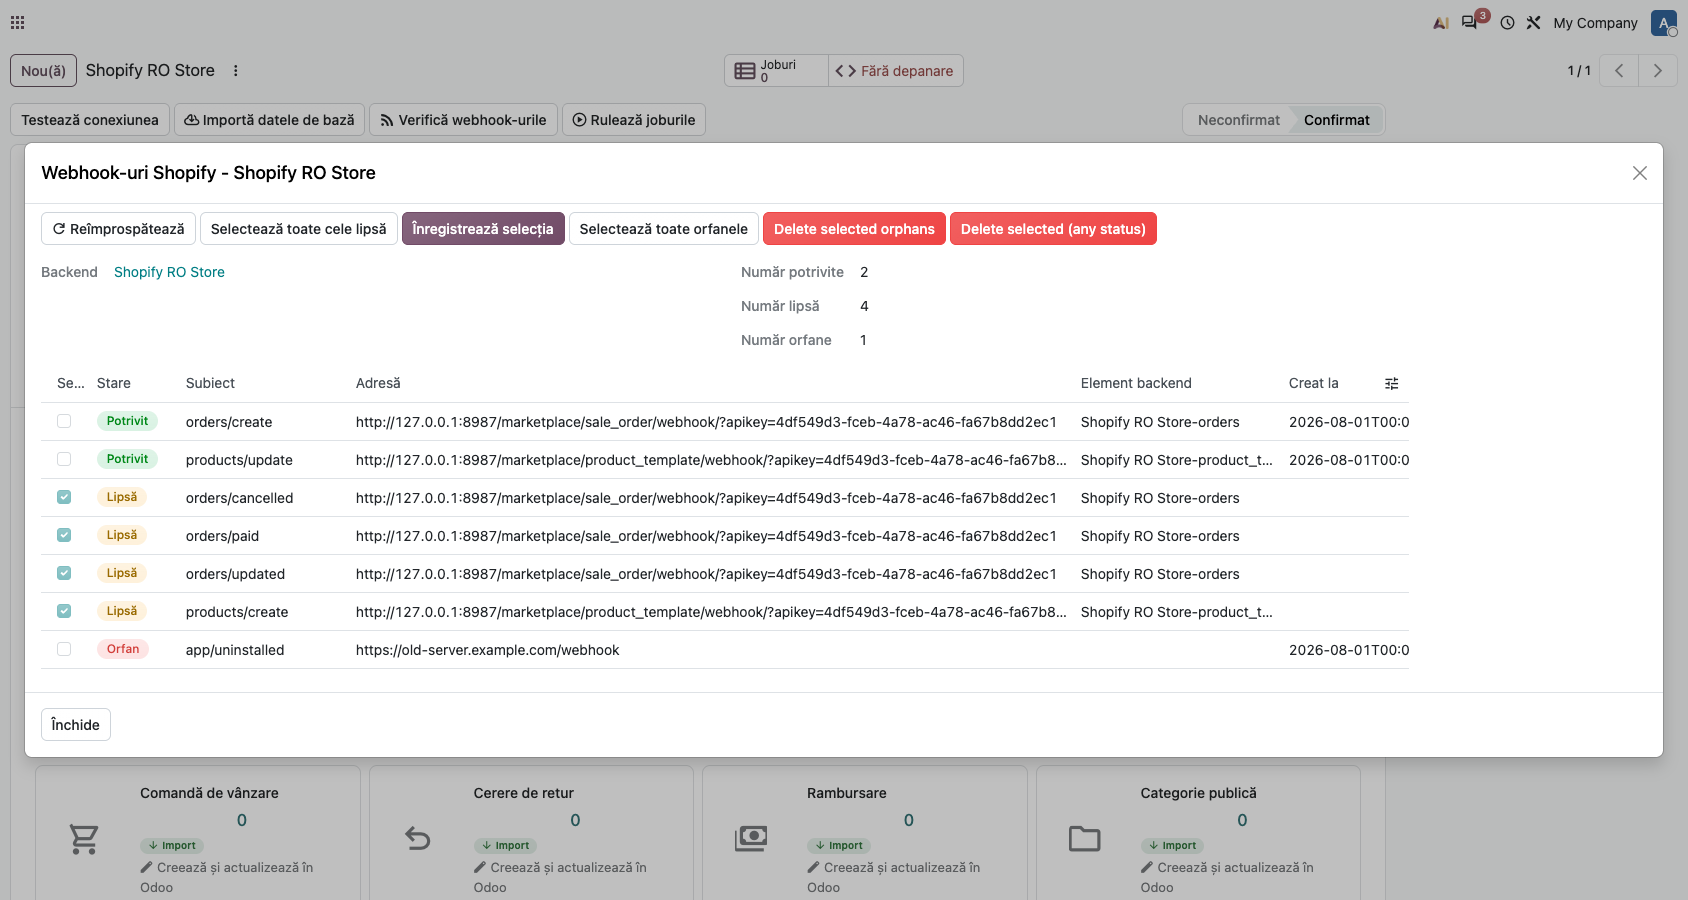 AI
3
My Company
A
Nou(ă)
Shopify RO Store
Joburi
0
Fără depanare
1 / 1
Testează conexiunea
Importă datele de bază
Verifică webhook-urile
Rulează joburile
Neconfirmat
Confirmat
Webhook-uri Shopify - Shopify RO Store
Reîmprospătează
Selectează toate cele lipsă
Înregistrează selecția
Selectează toate orfanele
Delete selected orphans
Delete selected (any status)
Backend Shopify RO Store
Număr potrivite 2
Număr lipsă 4
Număr orfane 1
Se... Stare Subiect Adresă Element backend Creat la
Potrivit orders/create http://127.0.0.1:8987/marketplace/sale_order/webhook/?apikey=4df549d3-fceb-4a78-ac46-fa67b8dd2ec1 Shopify RO Store-orders 2026-08-01T00:0
Potrivit products/update http://127.0.0.1:8987/marketplace/product_template/webhook/?apikey=4df549d3-fceb-4a78-ac46-fa67b8... Shopify RO Store-product_t... 2026-08-01T00:0
Lipsă orders/cancelled http://127.0.0.1:8987/marketplace/sale_order/webhook/?apikey=4df549d3-fceb-4a78-ac46-fa67b8dd2ec1 Shopify RO Store-orders
Lipsă orders/paid http://127.0.0.1:8987/marketplace/sale_order/webhook/?apikey=4df549d3-fceb-4a78-ac46-fa67b8dd2ec1 Shopify RO Store-orders
Lipsă orders/updated http://127.0.0.1:8987/marketplace/sale_order/webhook/?apikey=4df549d3-fceb-4a78-ac46-fa67b8dd2ec1 Shopify RO Store-orders
Lipsă products/create http://127.0.0.1:8987/marketplace/product_template/webhook/?apikey=4df549d3-fceb-4a78-ac46-fa67b8... Shopify RO Store-product_t...
Orfan app/uninstalled https://old-server.example.com/webhook 2026-08-01T00:0
Închide
Comandă de vânzare
0
Import
Creează și actualizează în
Odoo
Cerere de retur
0
Import
Creează și actualizează în
Odoo
Rambursare
0
Import
Creează și actualizează în
Odoo
Categorie publică
0
Import
Creează și actualizează în
Odoo